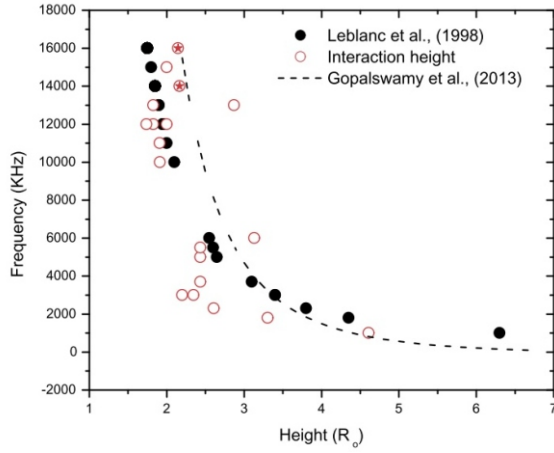 18000
16000
14000
12000
10000
8000
6000
4000
2000
0
-2000
Frequency (KHz)
Leblanc et al., (1998)
Interaction height
Gopalswamy et al., (2013)
1 2 3 4 5 6 7
Height (R_o)